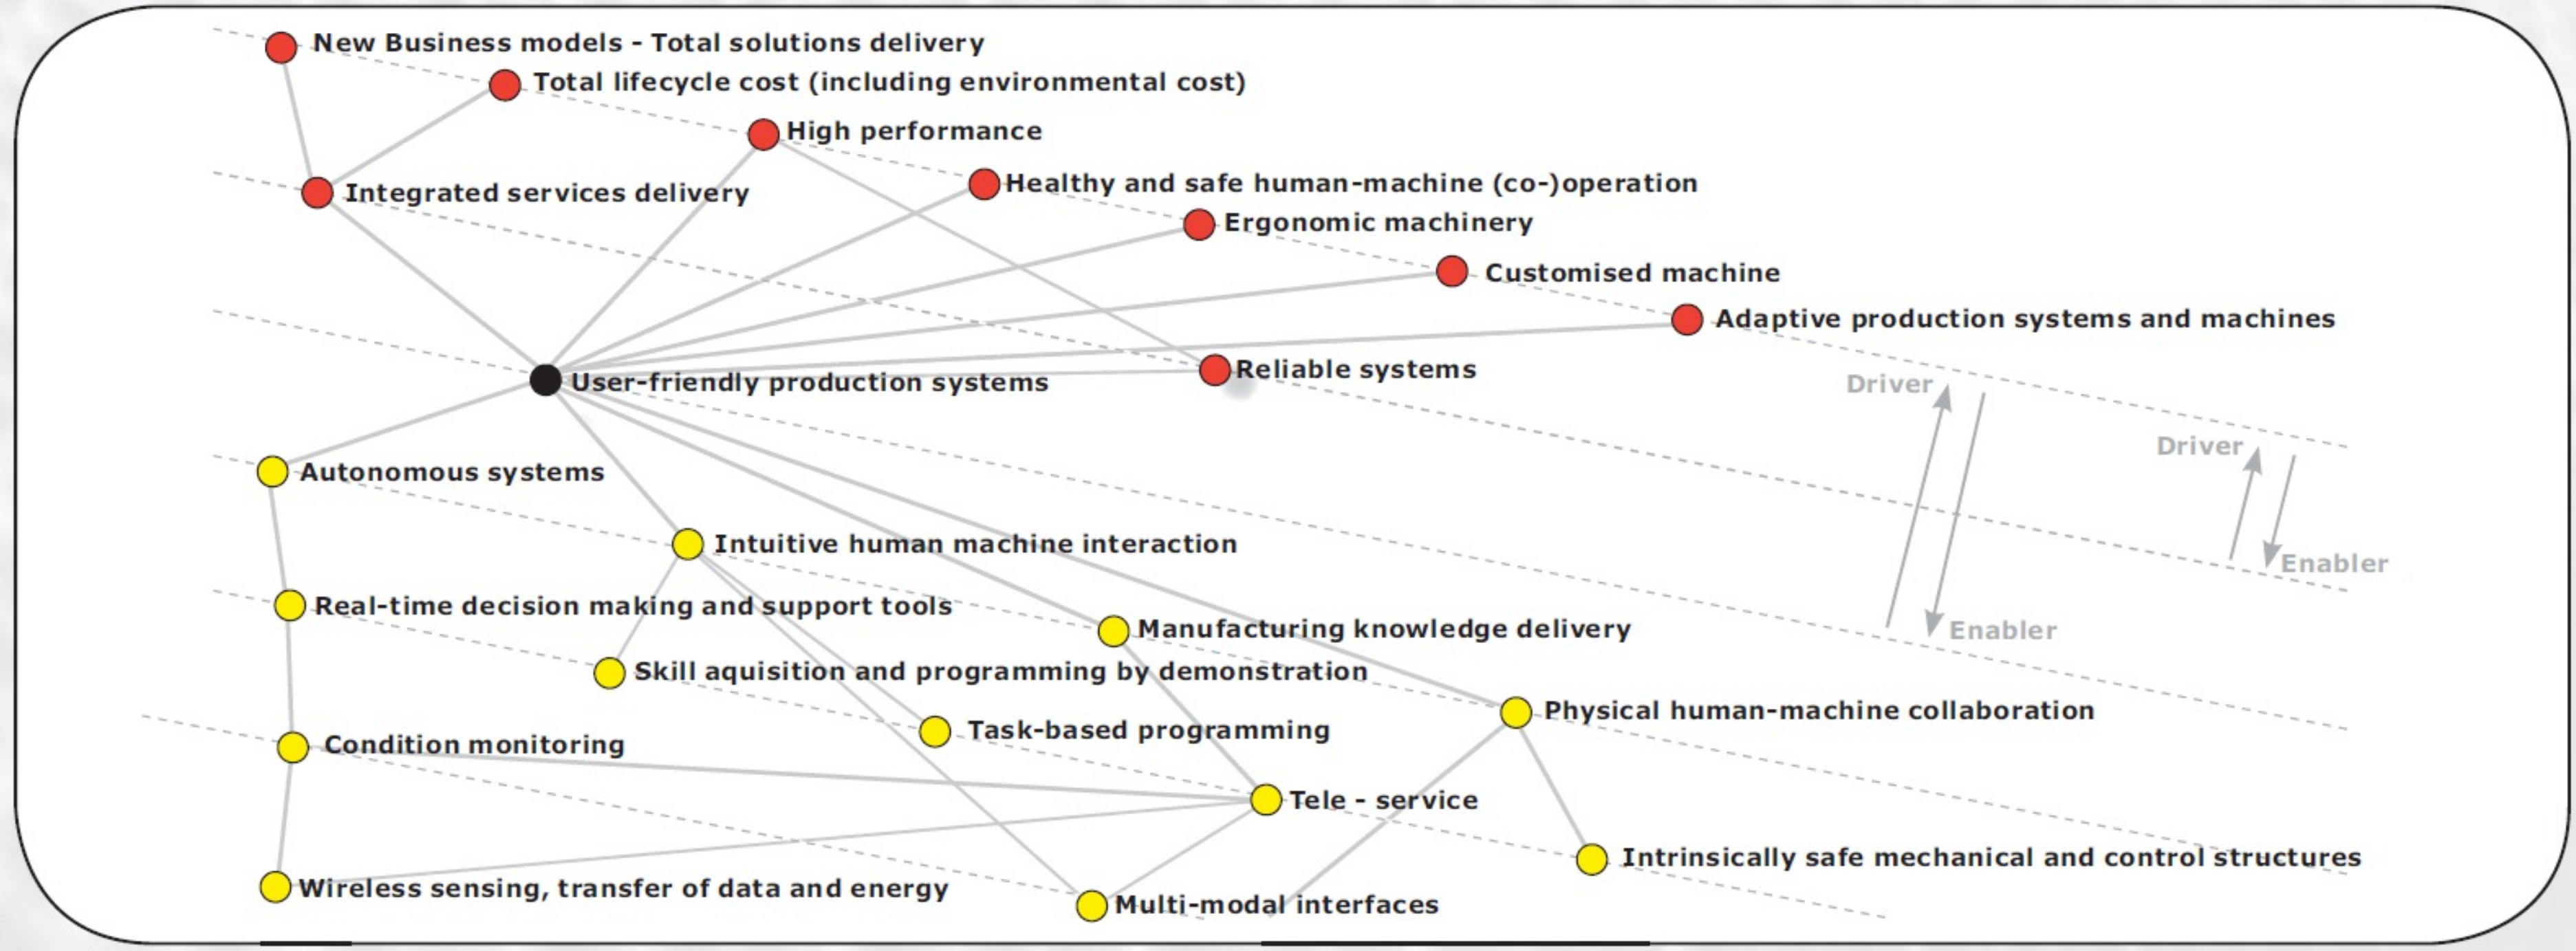 New Business models - Total solutions delivery
Total lifecycle cost (including environmental cost)
High performance
Healthy and safe human-machine (co-)operation
Integrated services delivery
Ergonomic machinery
Customised machine
Adaptive production systems and machines
Reliable systems
User-friendly production systems
Driver
Driver
Autonomous systems
Intuitive human machine interaction
Enabler
Real-time decision making and support tools
Manufacturing knowledge delivery
Enabler
Skill aquisition and programming by demonstration
Physical human-machine collaboration
Task-based programming
Condition monitoring
Tele - service
Intrinsically safe mechanical and control structures
Wireless sensing, transfer of data and energy
Multi-modal interfaces